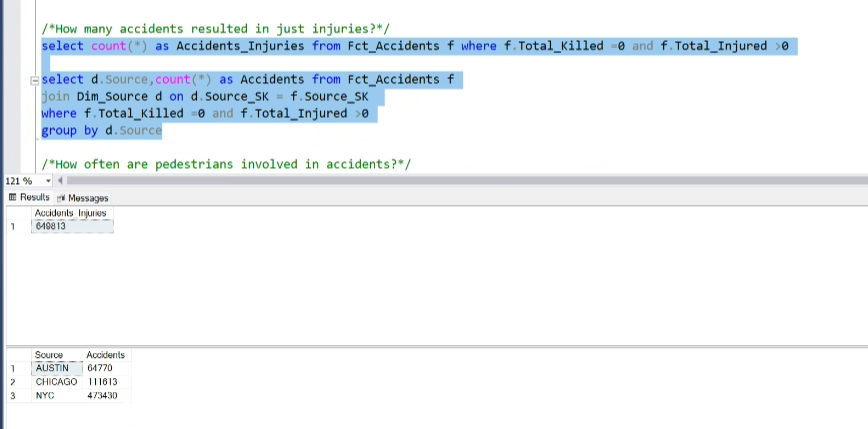 /*How many accidents resulted in just injuries?*/
select count(*) as Accidents_Injuries from Fct_Accidents f where f.Total_Killed =0 and f.Total_Injured >0
select d.Source,count(*) as Accidents from Fct_Accidents f
join Dim_Source d on d.Source_SK = f.Source_SK
where f.Total_Killed =0 and f.Total_Injured >0
group by d.Source
/*How often are pedestrians involved in accidents?*/
121 %
Results Messages
Accidents_Injuries
1 649813
Source Accidents
1 AUSTIN 64770
2 CHICAGO 111613
3 NYC 473430